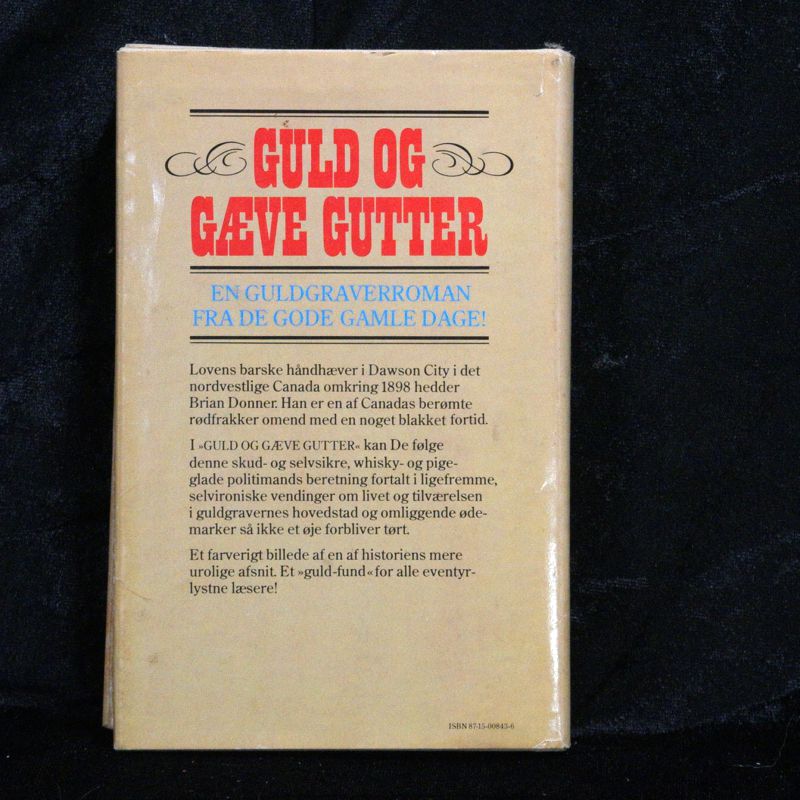 GULD OG
GÆVE GUTTER
EN GULDGRAVERROMAN
FRA DE GODE GAMLE DAGE!
Lovens barske håndhæver i Dawson City i det
nordvestlige Canada omkring 1898 hedder
Brian Donner. Han er en af Canadas berømte
rødfrakker omend med en noget blakket fortid.
I »GULD OG GÆVE GUTTER« kan De følge
denne skud- og selvsikre, whisky- og pige-
glade politimands beretning fortalt i ligefremme,
selvironiske vendinger om livet og tilværelsen
i guldgravernes hovedstad og omliggende øde-
marker så ikke et øje forbliver tørt.
Et farverigt billede af en af historiens mere
urolige afsnit. Et »guld-fund« for alle eventyr-
lystne læsere!
ISBN 87-15-00843-6